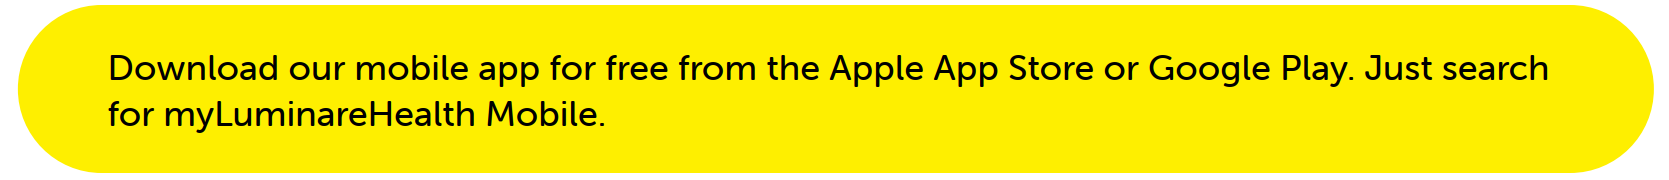 Download our mobile app for free from the Apple App Store or Google Play. Just search
for myLuminareHealth Mobile.